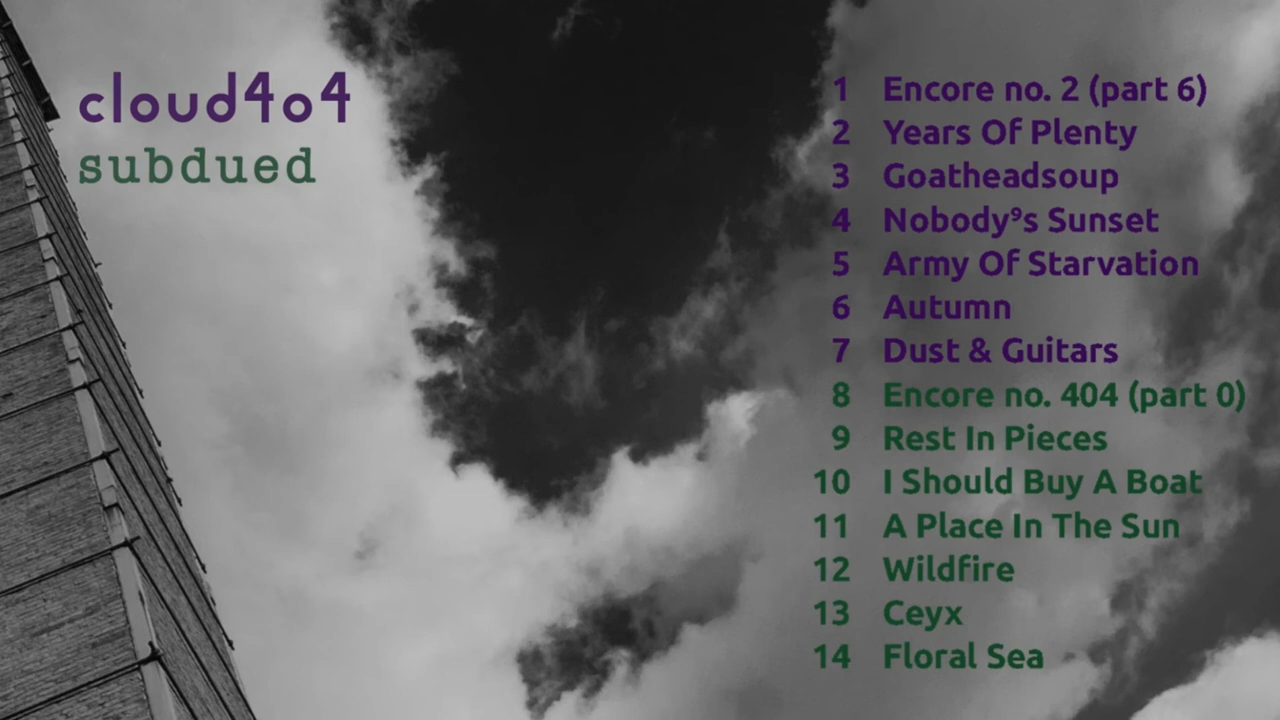 cloud4o4
subdued
1 Encore no. 2 (part 6)
2 Years Of Plenty
3 Goatheadsoup
4 Nobody⁹s Sunset
5 Army Of Starvation
6 Autumn
7 Dust & Guitars
8 Encore no. 404 (part 0)
9 Rest In Pieces
10 I Should Buy A Boat
11 A Place In The Sun
12 Wildfire
13 Ceyx
14 Floral Sea